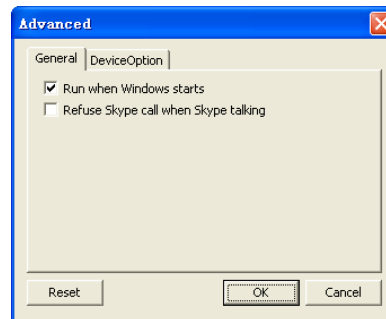 Advanced
General DeviceOption
Run when Windows starts
Refuse Skype call when Skype talking
Reset OK Cancel